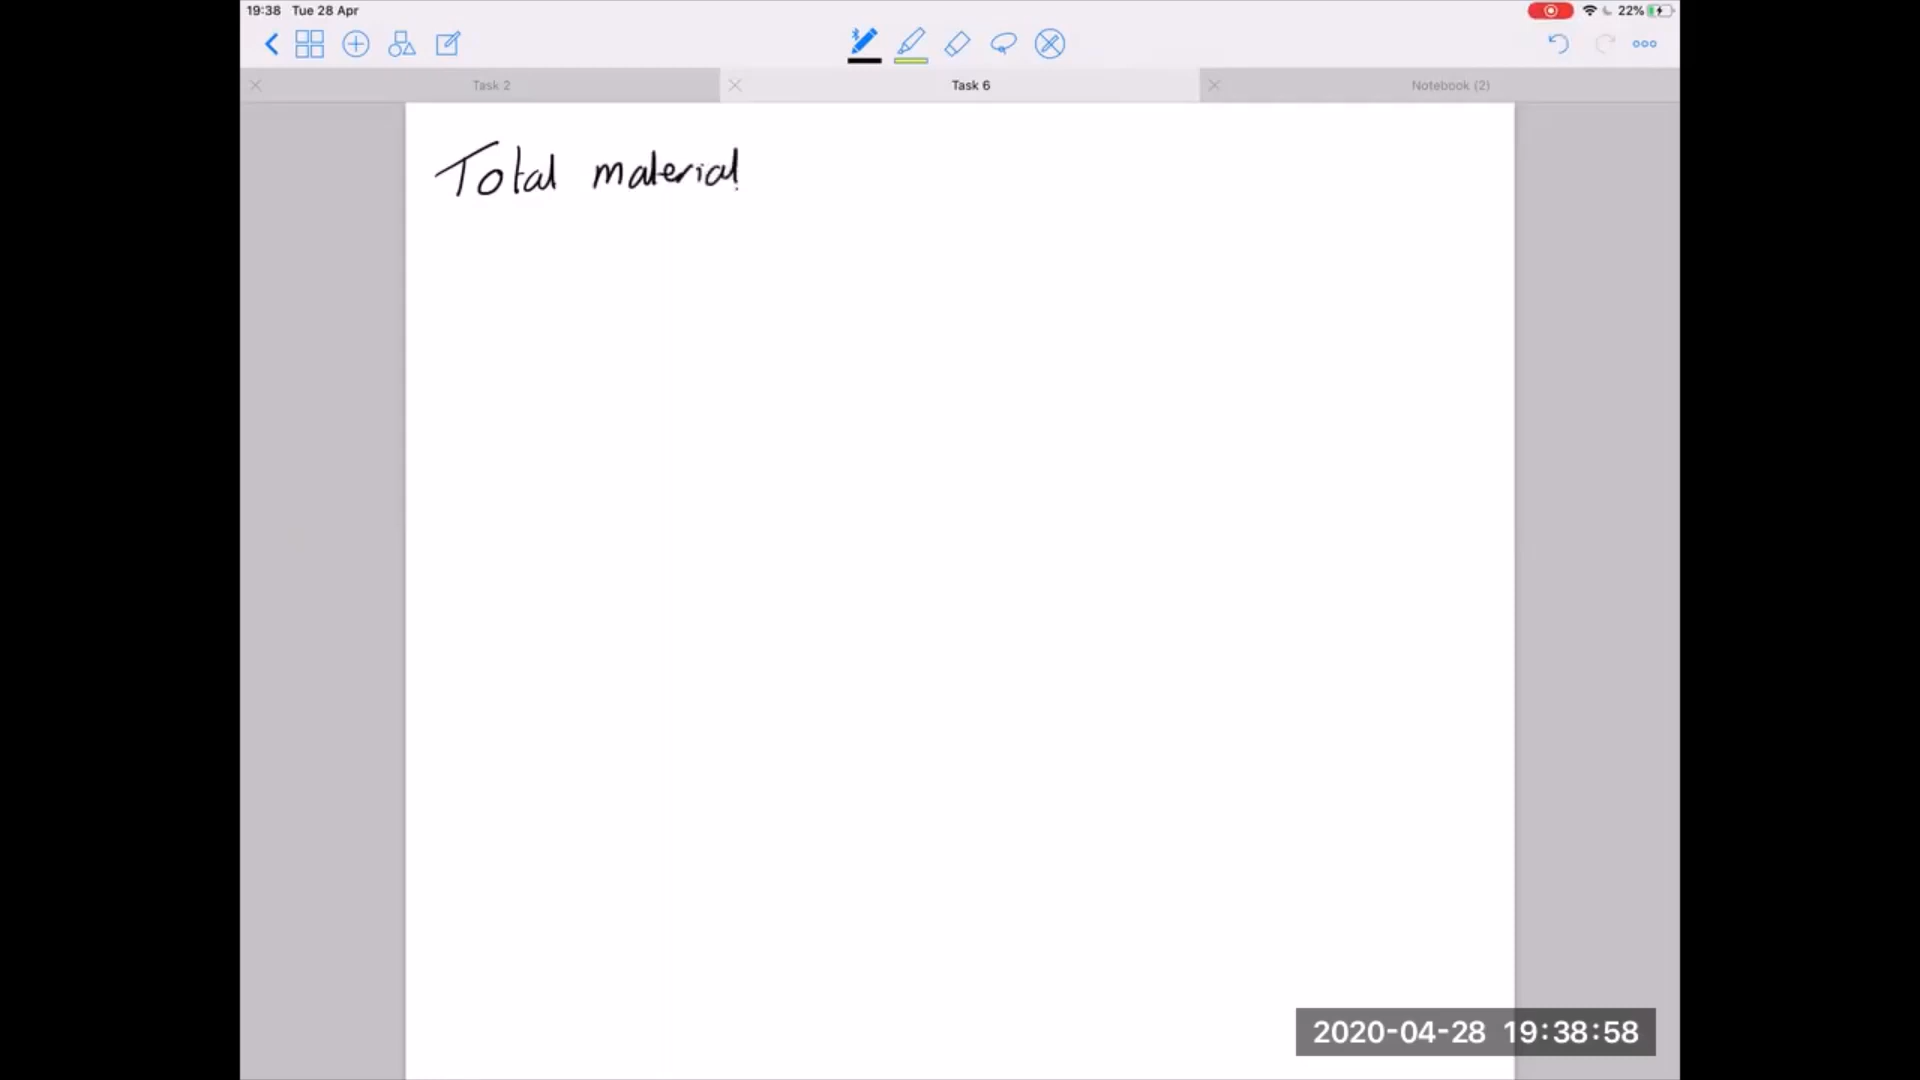 19:38 Tue 28 Apr
22%
Task 2
Task 6
Notebook (2)
Total material
2020-04-28 19:38:58